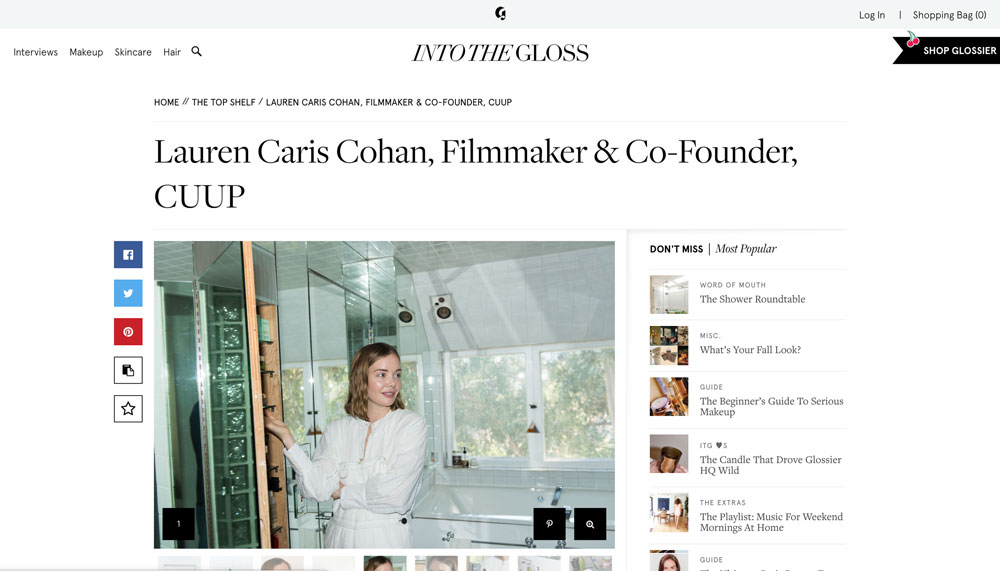 Log In | Shopping Bag (0)
Interviews Makeup Skincare Hair
INTO THE GLOSS
SHOP GLOSSIER
HOME // THE TOP SHELF / LAUREN CARIS COHAN, FILMMAKER & CO-FOUNDER, CUUP
Lauren Caris Cohan, Filmmaker & Co-Founder,
CUUP
1
DON'T MISS | Most Popular
WORD OF MOUTH
The Shower Roundtable
MISC.
What's Your Fall Look?
GUIDE
The Beginner's Guide To Serious
Makeup
ITG ♥S
The Candle That Drove Glossier
HQ Wild
THE EXTRAS
The Playlist: Music For Weekend
Mornings At Home
GUIDE